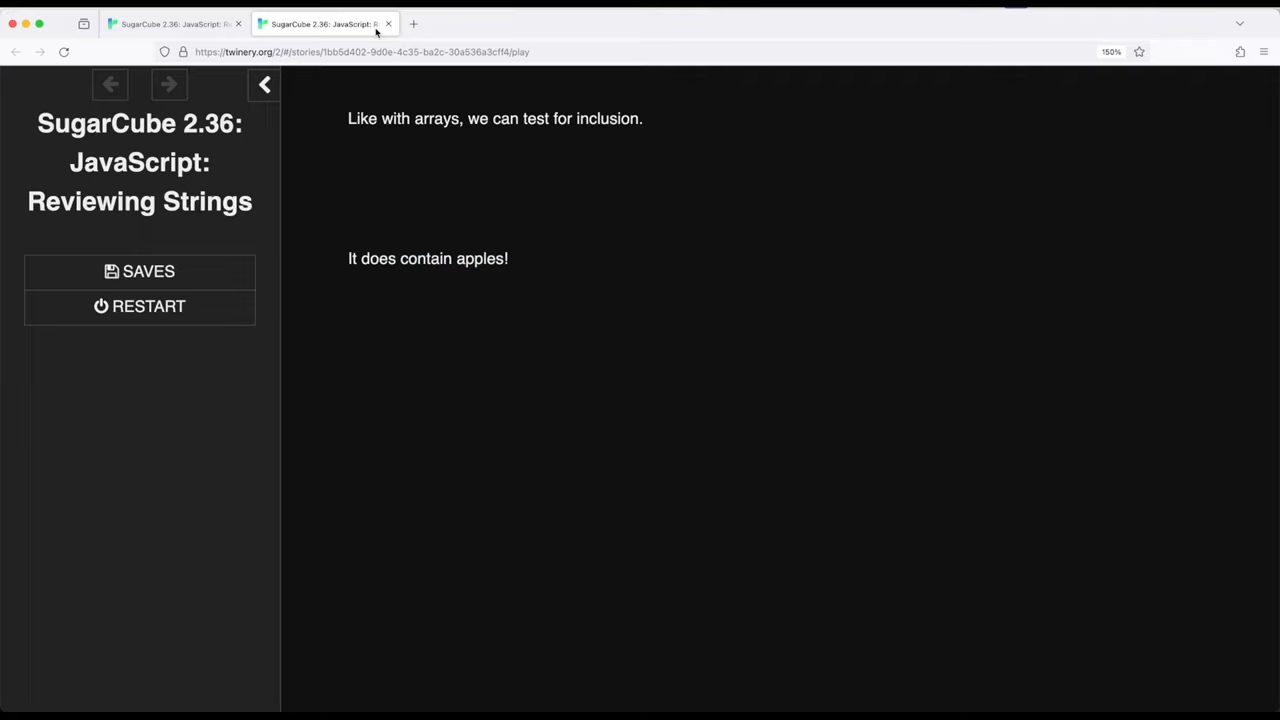 SugarCube 2.36: JavaScript: Re
SugarCube 2.36: JavaScript: R
https://twinery.org/2/#/stories/1bb5d402-9d0e-4c35-ba2c-30a536a3cff4/play
150%
SugarCube 2.36:
JavaScript:
Reviewing Strings
SAVES
RESTART
Like with arrays, we can test for inclusion.
It does contain apples!